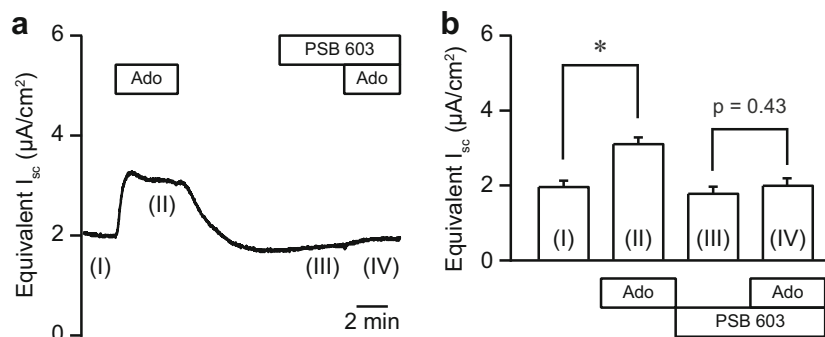 a
Equivalent Isc (µA/cm²)
6
4
2
0
PSB 603
Ado
Ado
(I)
(II)
(III)
(IV)
2 min
b
Equivalent Isc (µA/cm²)
6
4
2
0
*
p = 0.43
(I)
(II)
(III)
(IV)
Ado
Ado
PSB 603